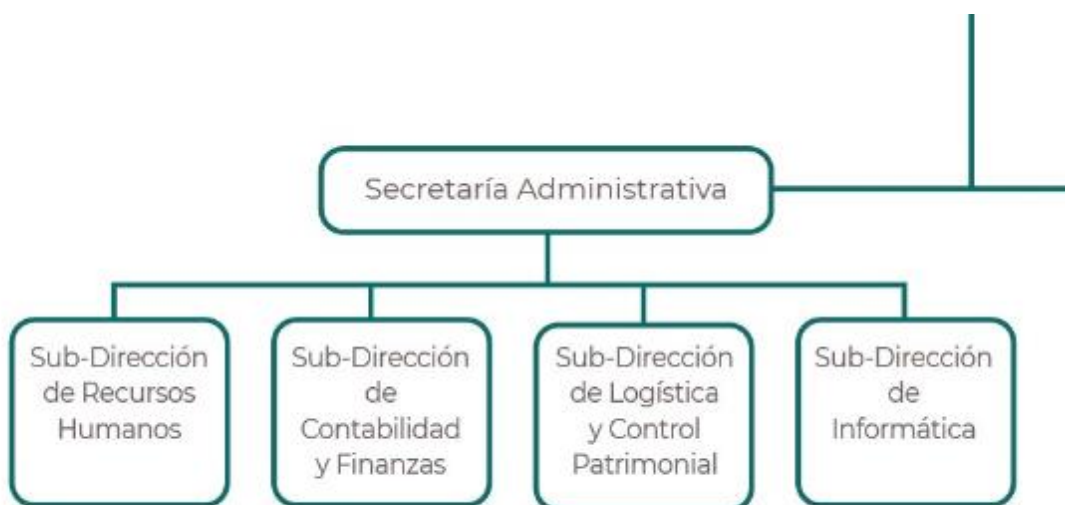 Secretaría Administrativa
Sub-Dirección
de Recursos
Humanos
Sub-Dirección
de
Contabilidad
y Finanzas
Sub-Dirección
de Logística
y Control
Patrimonial
Sub-Dirección
de
Informática